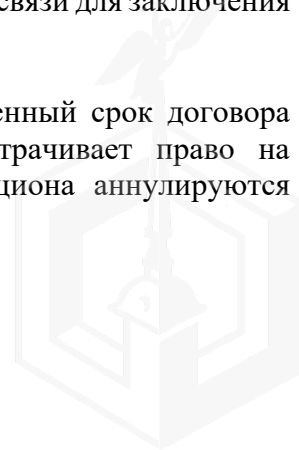 связи для заключения
енный срок договора
трачивает право на
циона аннулируются